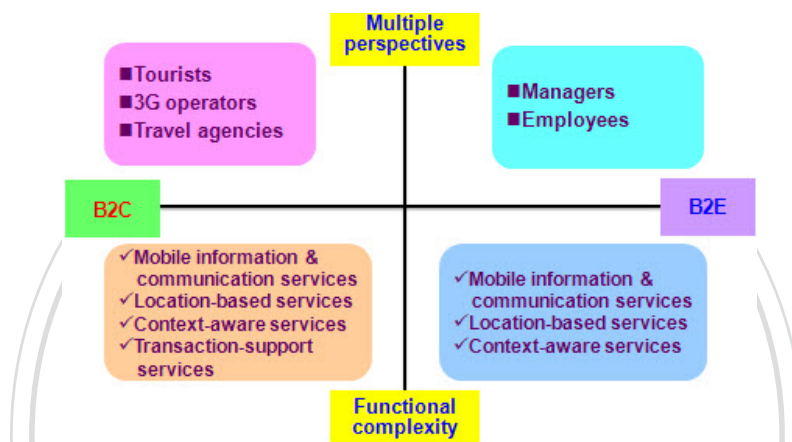 Multiple
perspectives
■Tourists
■3G operators
■Travel agencies
■Managers
■Employees
B2C
B2E
✓Mobile information &
communication services
✓Location-based services
✓Context-aware services
✓Transaction-support
services
✓Mobile information &
communication services
✓Location-based services
✓Context-aware services
Functional
complexity